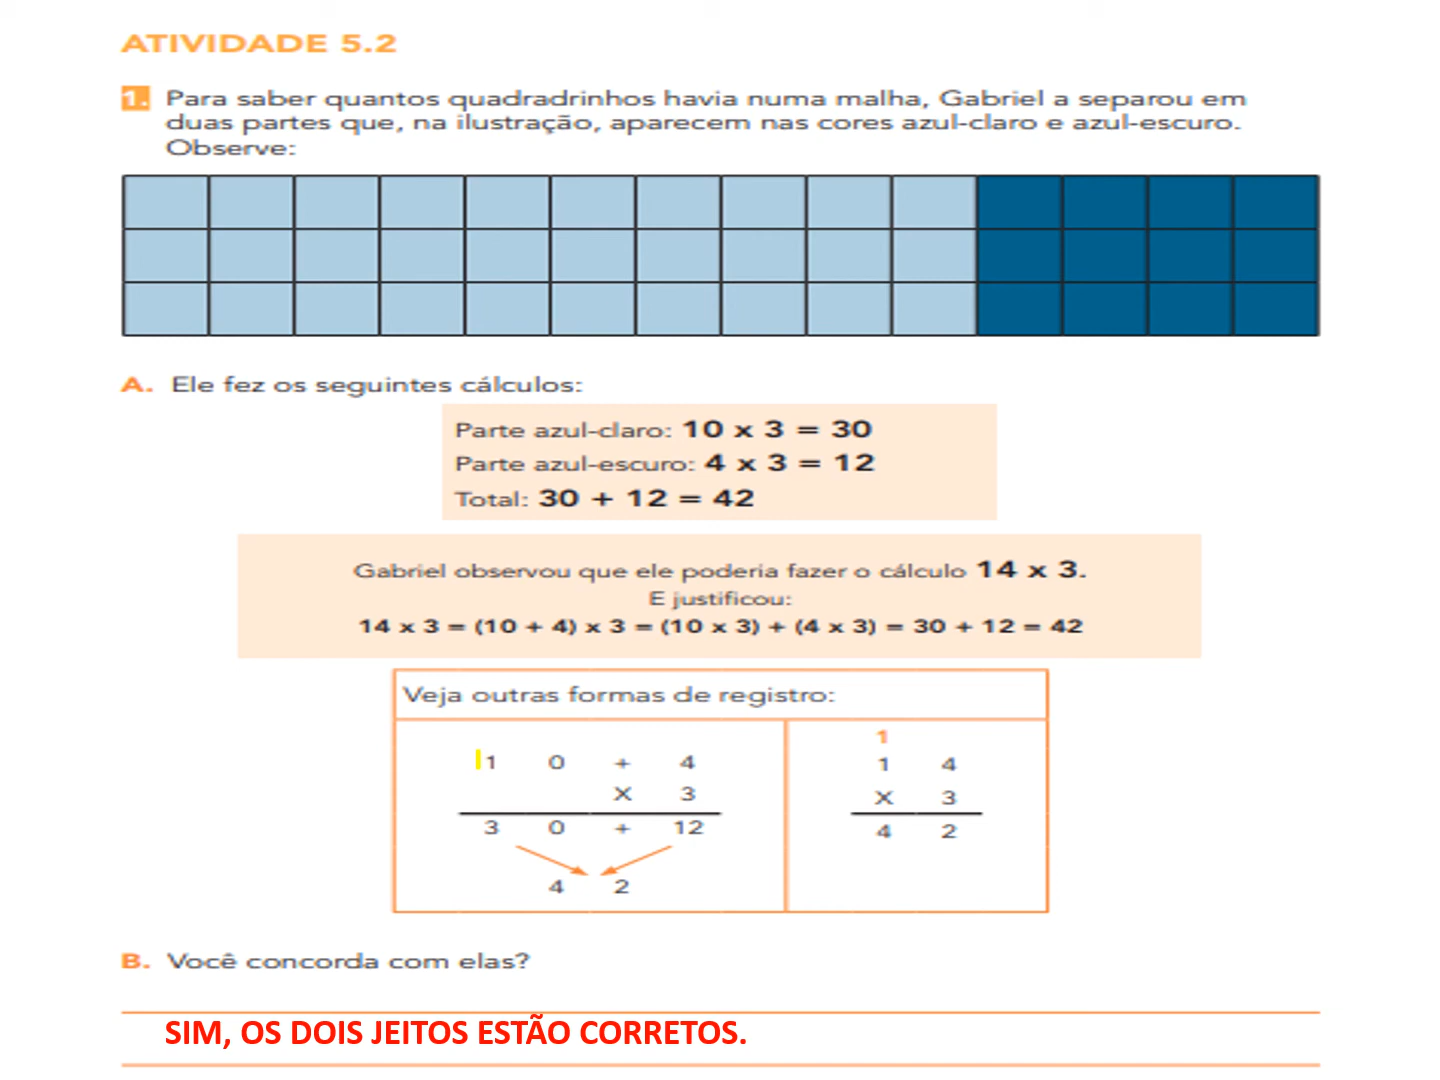 ATIVIDADE 5.2
1. Para saber quantos quadradrinhos havia numa malha, Gabriel a separou em
duas partes que, na ilustração, aparecem nas cores azul-claro e azul-escuro.
Observe:
A. Ele fez os seguintes cálculos:
Parte azul-claro: 10 x 3 = 30
Parte azul-escuro: 4 x 3 = 12
Total: 30 + 12 = 42
Gabriel observou que ele poderia fazer o cálculo 14 x 3.
E justificou:
14 x 3 = (10 + 4) x 3 = (10 x 3) + (4 x 3) = 30 + 12 = 42
Veja outras formas de registro:
1 0 + 4
X 3
3 0 + 12
4 2
1
1 4
X 3
4 2
B. Você concorda com elas?
SIM, OS DOIS JEITOS ESTÃO CORRETOS.